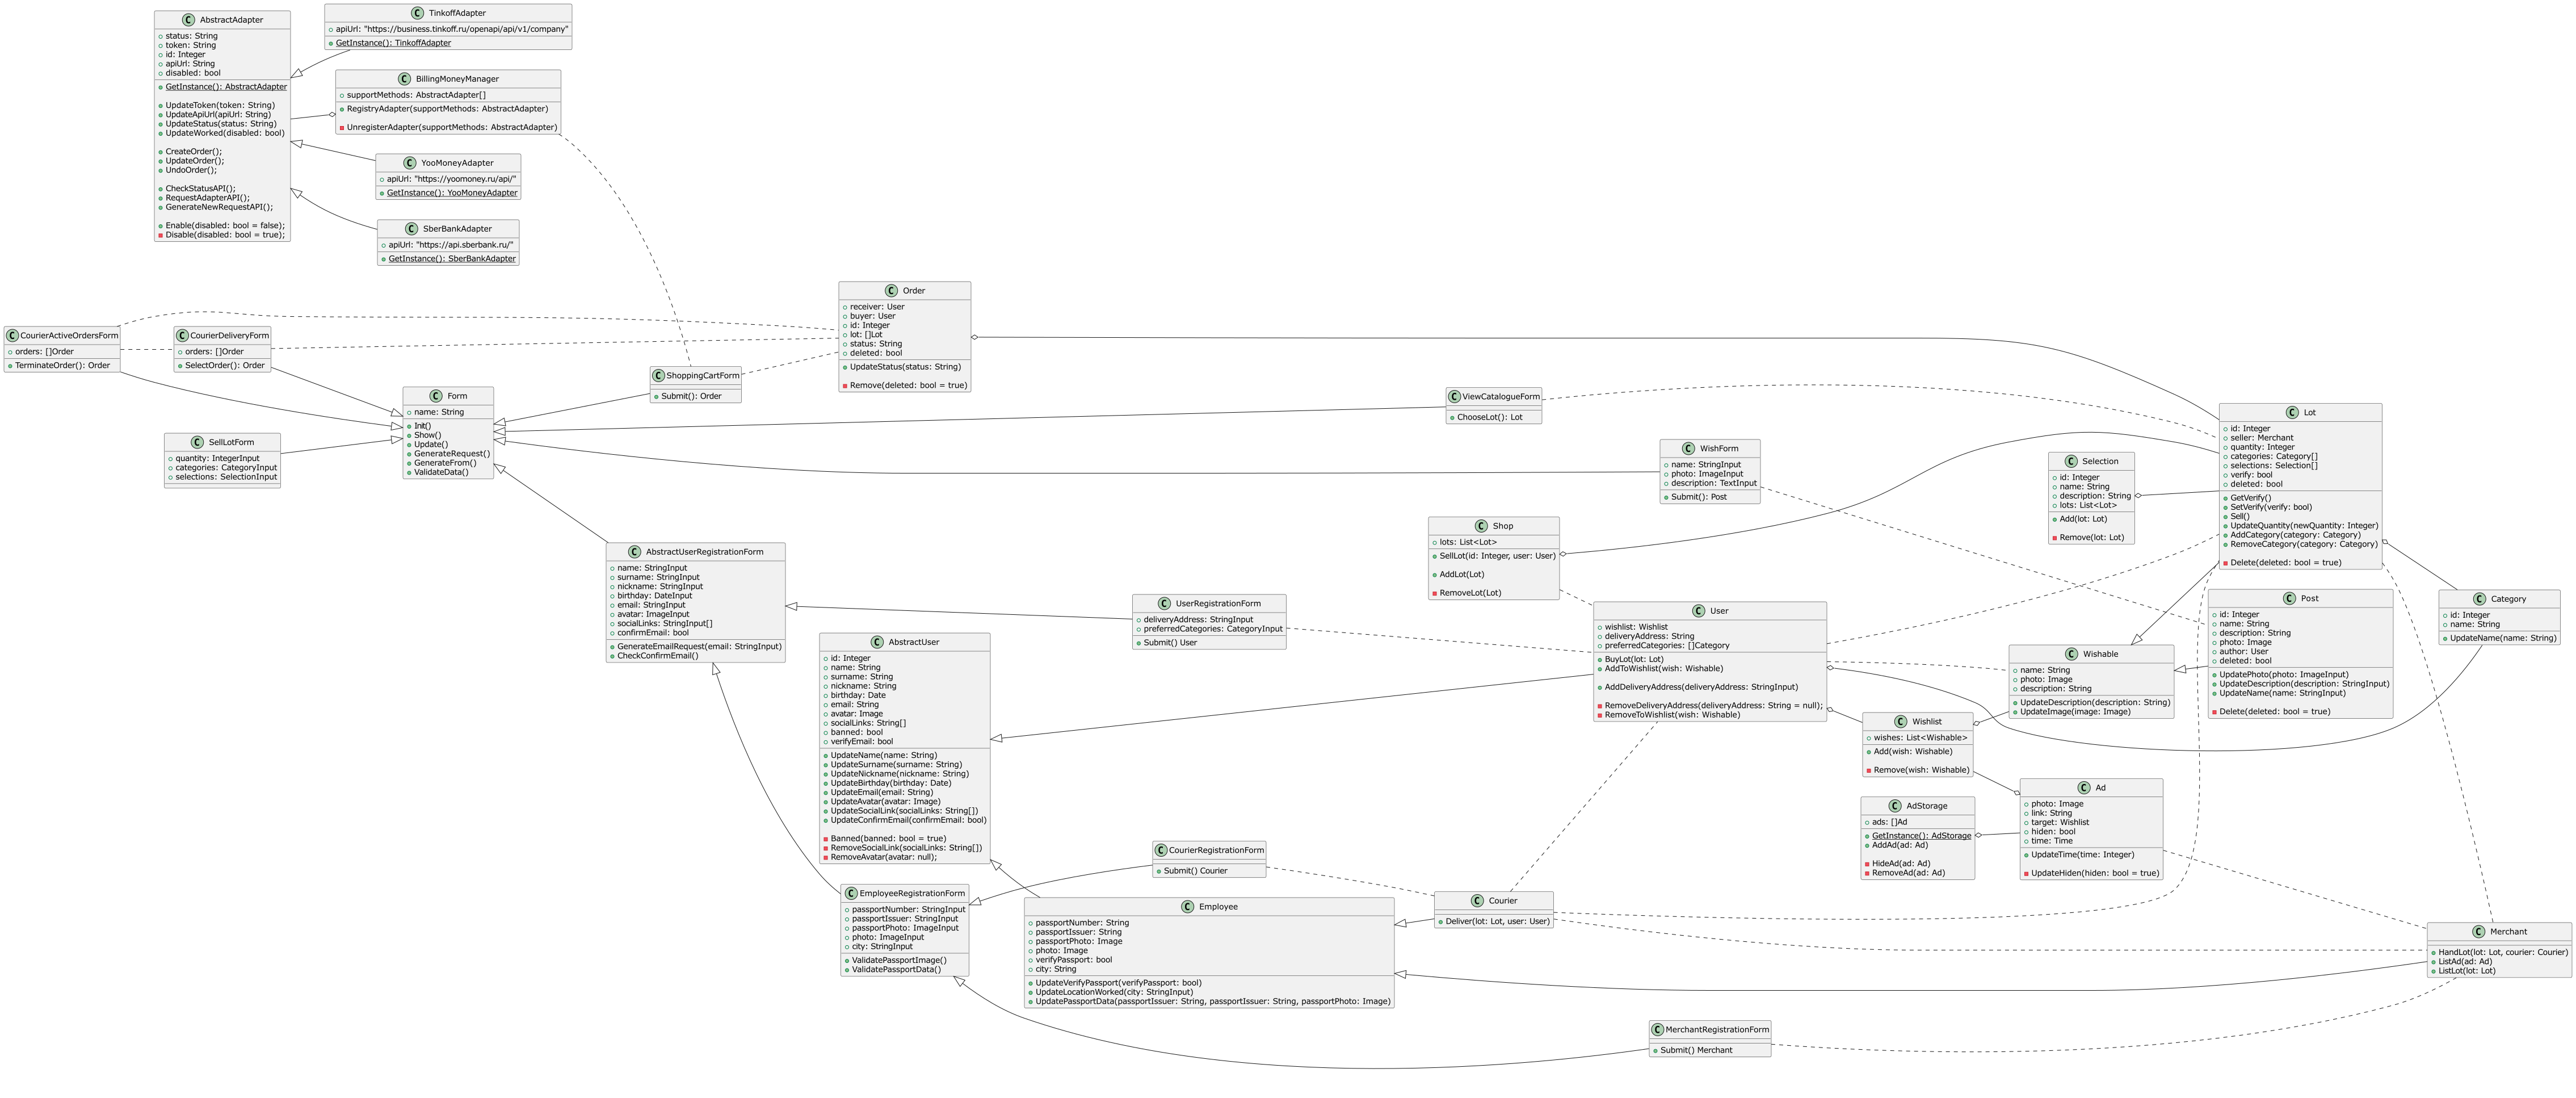 AbstractAdapter
status: String
token: String
id: Integer
apiUrl: String
disabled: bool
GetInstance(): AbstractAdapter
UpdateToken(token: String)
UpdateApiUrl(apiUrl: String)
UpdateStatus(status: String)
UpdateWorked(disabled: bool)
CreateOrder();
UpdateOrder();
UndoOrder();
CheckStatusAPI();
RequestAdapterAPI();
GenerateNewRequestAPI();
Enable(disabled: bool = false);
Disable(disabled: bool = true);
TinkoffAdapter
apiUrl: "https://business.tinkoff.ru/openapi/api/v1/company"
GetInstance(): TinkoffAdapter
BillingMoneyManager
supportMethods: AbstractAdapter[]
RegistryAdapter(supportMethods: AbstractAdapter)
UnregisterAdapter(supportMethods: AbstractAdapter)
YooMoneyAdapter
apiUrl: "https://yoomoney.ru/api/"
GetInstance(): YooMoneyAdapter
SberBankAdapter
apiUrl: "https://api.sberbank.ru/"
GetInstance(): SberBankAdapter
CourierActiveOrdersForm
orders: []Order
TerminateOrder(): Order
CourierDeliveryForm
orders: []Order
SelectOrder(): Order
SellLotForm
quantity: IntegerInput
categories: CategoryInput
selections: SelectionInput
Form
name: String
Init()
Show()
Update()
GenerateRequest()
GenerateFrom()
ValidateData()
ShoppingCartForm
Submit(): Order
Order
receiver: User
buyer: User
id: Integer
lot: []Lot
status: String
deleted: bool
UpdateStatus(status: String)
Remove(deleted: bool = true)
AbstractUserRegistrationForm
name: StringInput
surname: StringInput
nickname: StringInput
birthday: DateInput
email: StringInput
avatar: ImageInput
socialLinks: StringInput[]
confirmEmail: bool
GenerateEmailRequest(email: StringInput)
CheckConfirmEmail()
AbstractUser
id: Integer
name: String
surname: String
nickname: String
birthday: Date
email: String
avatar: Image
socialLinks: String[]
banned: bool
verifyEmail: bool
UpdateName(name: String)
UpdateSurname(surname: String)
UpdateNickname(nickname: String)
UpdateBirthday(birthday: Date)
UpdateEmail(email: String)
UpdateAvatar(avatar: Image)
UpdateSocialLink(socialLinks: String[])
UpdateConfirmEmail(confirmEmail: bool)
Banned(banned: bool = true)
RemoveSocialLink(socialLinks: String[])
RemoveAvatar(avatar: null);
EmployeeRegistrationForm
passportNumber: StringInput
passportIssuer: StringInput
passportPhoto: ImageInput
photo: ImageInput
city: StringInput
ValidatePassportImage()
ValidatePassportData()
UserRegistrationForm
deliveryAddress: StringInput
preferredCategories: CategoryInput
Submit() User
CourierRegistrationForm
Submit() Courier
Employee
passportNumber: String
passportIssuer: String
passportPhoto: Image
photo: Image
verifyPassport: bool
city: String
UpdateVerifyPassport(verifyPassport: bool)
UpdateLocationWorked(city: StringInput)
UpdatePassportData(passportIssuer: String, passportIssuer: String, passportPhoto: Image)
ViewCatalogueForm
ChooseLot(): Lot
Shop
lots: List<Lot>
SellLot(id: Integer, user: User)
AddLot(Lot)
RemoveLot(Lot)
Courier
Deliver(lot: Lot, user: User)
WishForm
name: StringInput
photo: ImageInput
description: TextInput
Submit(): Post
User
wishlist: Wishlist
deliveryAddress: String
preferredCategories: []Category
BuyLot(lot: Lot)
AddToWishlist(wish: Wishable)
AddDeliveryAddress(deliveryAddress: StringInput)
RemoveDeliveryAddress(deliveryAddress: String = null);
RemoveToWishlist(wish: Wishable)
MerchantRegistrationForm
Submit() Merchant
Wishlist
wishes: List<Wishable>
Add(wish: Wishable)
Remove(wish: Wishable)
AdStorage
ads: []Ad
GetInstance(): AdStorage
AddAd(ad: Ad)
HideAd(ad: Ad)
RemoveAd(ad: Ad)
Selection
id: Integer
name: String
description: String
lots: List<Lot>
Add(lot: Lot)
Remove(lot: Lot)
Wishable
name: String
photo: Image
description: String
UpdateDescription(description: String)
UpdateImage(image: Image)
Ad
photo: Image
link: String
target: Wishlist
hiden: bool
time: Time
UpdateTime(time: Integer)
UpdateHiden(hiden: bool = true)
Lot
id: Integer
seller: Merchant
quantity: Integer
categories: Category[]
selections: Selection[]
verify: bool
deleted: bool
GetVerify()
SetVerify(verify: bool)
Sell()
UpdateQuantity(newQuantity: Integer)
AddCategory(category: Category)
RemoveCategory(category: Category)
Delete(deleted: bool = true)
Post
id: Integer
name: String
description: String
photo: Image
author: User
deleted: bool
UpdatePhoto(photo: ImageInput)
UpdateDescription(description: StringInput)
UpdateName(name: StringInput)
Delete(deleted: bool = true)
Category
id: Integer
name: String
UpdateName(name: String)
Merchant
HandLot(lot: Lot, courier: Courier)
ListAd(ad: Ad)
ListLot(lot: Lot)